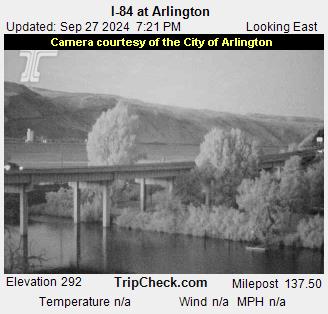 I-84 at Arlington
Updated: Sep 27 2024 7:21 PM Looking East
Camera courtesy of the City of Arlington
Elevation 292 TripCheck.com Milepost 137.50
Temperature n/a Wind n/a MPH n/a